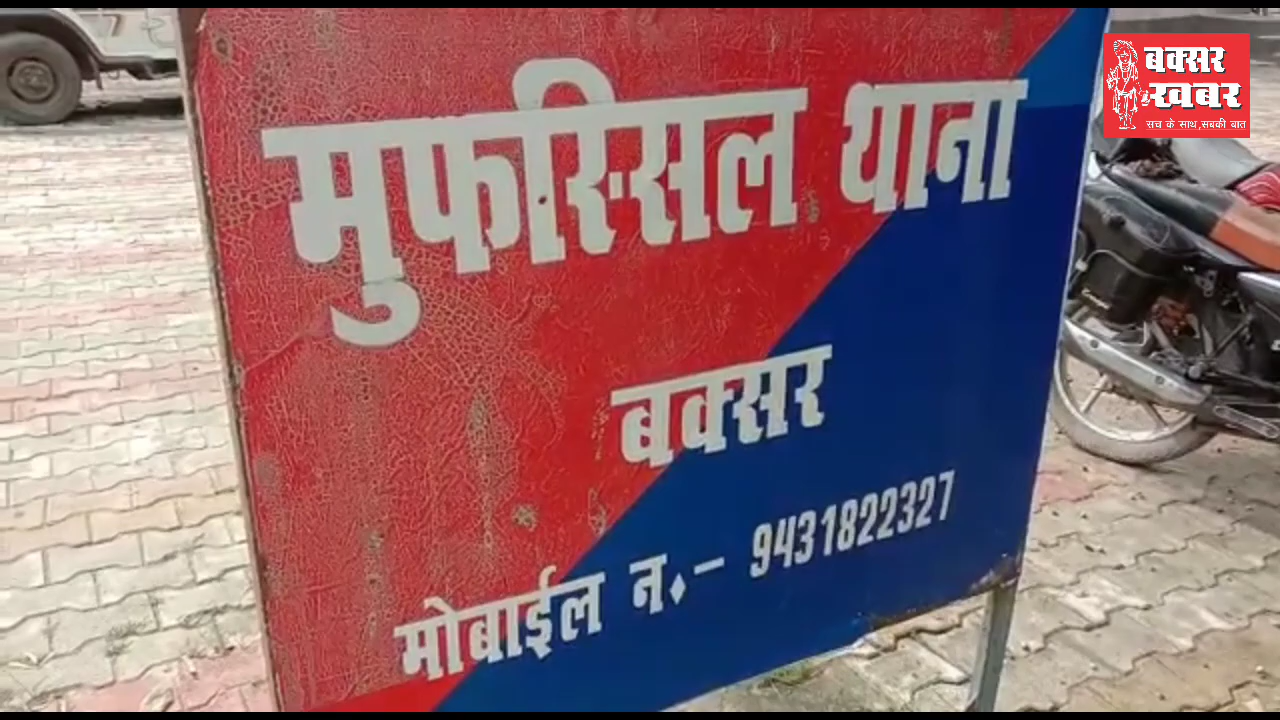 मुफस्सिल थाना
बक्सर
मोबाईल न.- 9431822327
बक्सर
खबर
सच के साथ,सबकी बात